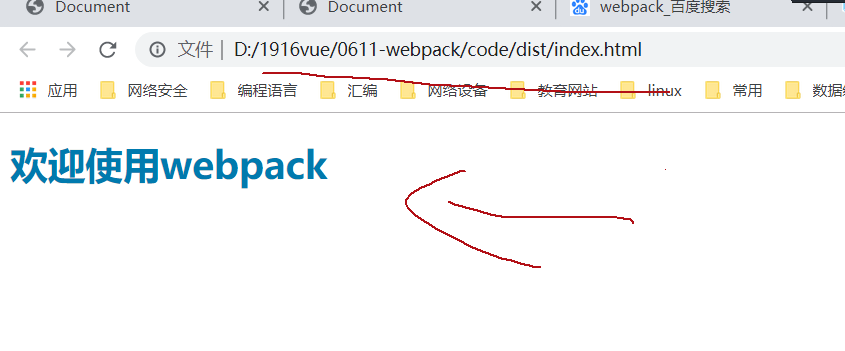 Document
Document
webpack_百度搜索
文件
D:/1916vue/0611-webpack/code/dist/index.html
应用
网络安全
编程语言
汇编
网络设备
教育网站
linux
常用
欢迎使用webpack